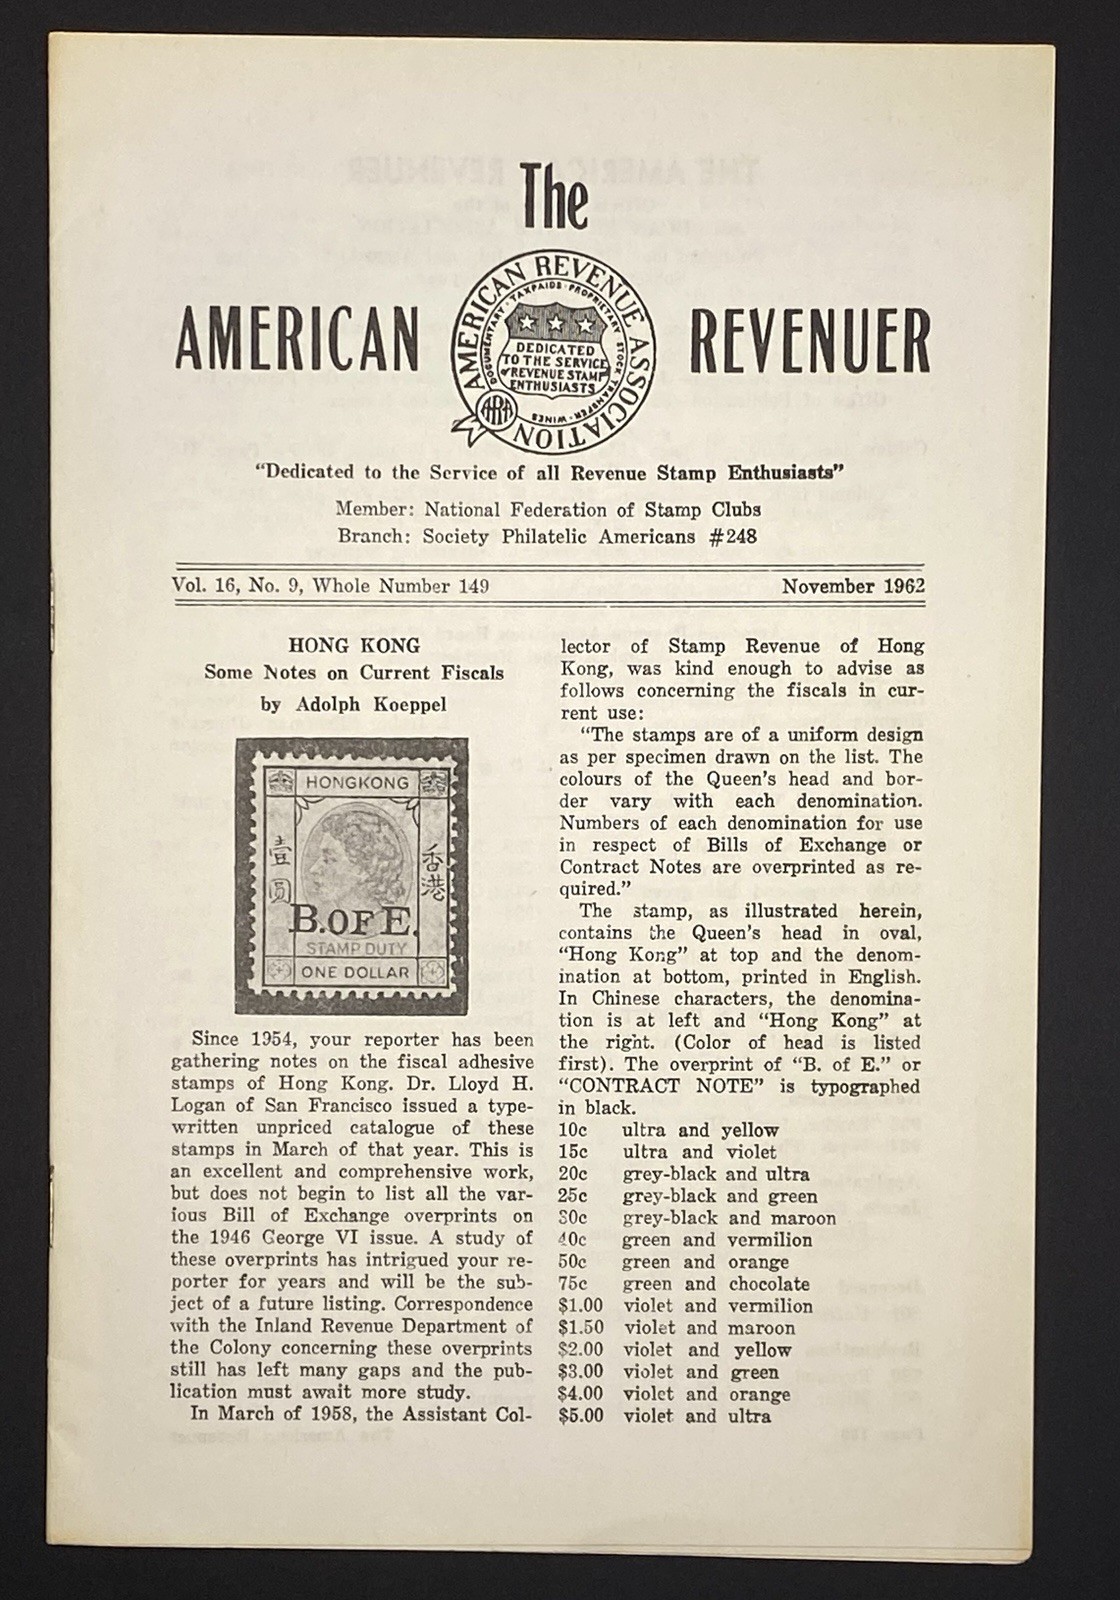 The
AMERICAN
AMERICAN REVENUE ASSOCIATION
DOCUMENTARY · TAXPAIDS · PROPRIETARY STOCK TRANSFER · WINES
DEDICATED
TO THE SERVICE
of REVENUE STAMP
ENTHUSIASTS
ARA
REVENUER
"Dedicated to the Service of all Revenue Stamp Enthusiasts"
Member: National Federation of Stamp Clubs
Branch: Society Philatelic Americans #248
Vol. 16, No. 9, Whole Number 149
November 1962
HONG KONG
Some Notes on Current Fiscals
by Adolph Koeppel
HONGKONG
壹圓
香港
B. OF E.
STAMP DUTY
ONE DOLLAR
Since 1954, your reporter has been
gathering notes on the fiscal adhesive
stamps of Hong Kong. Dr. Lloyd H.
Logan of San Francisco issued a type-
written unpriced catalogue of these
stamps in March of that year. This is
an excellent and comprehensive work,
but does not begin to list all the var-
ious Bill of Exchange overprints on
the 1946 George VI issue. A study of
these overprints has intrigued your re-
porter for years and will be the sub-
ject of a future listing. Correspondence
with the Inland Revenue Department of
the Colony concerning these overprints
still has left many gaps and the pub-
lication must await more study.
In March of 1958, the Assistant Col-
lector of Stamp Revenue of Hong
Kong, was kind enough to advise as
follows concerning the fiscals in cur-
rent use:
"The stamps are of a uniform design
as per specimen drawn on the list. The
colours of the Queen's head and bor-
der vary with each denomination.
Numbers of each denomination for use
in respect of Bills of Exchange or
Contract Notes are overprinted as re-
quired."
The stamp, as illustrated herein,
contains the Queen's head in oval,
"Hong Kong" at top and the denom-
ination at bottom, printed in English.
In Chinese characters, the denomina-
tion is at left and "Hong Kong" at
the right. (Color of head is listed
first). The overprint of "B. of E." or
"CONTRACT NOTE" is typographed
in black.
10c ultra and yellow
15c ultra and violet
20c grey-black and ultra
25c grey-black and green
30c grey-black and maroon
40c green and vermilion
50c green and orange
75c green and chocolate
$1.00 violet and vermilion
$1.50 violet and maroon
$2.00 violet and yellow
$3.00 violet and green
$4.00 violet and orange
$5.00 violet and ultra